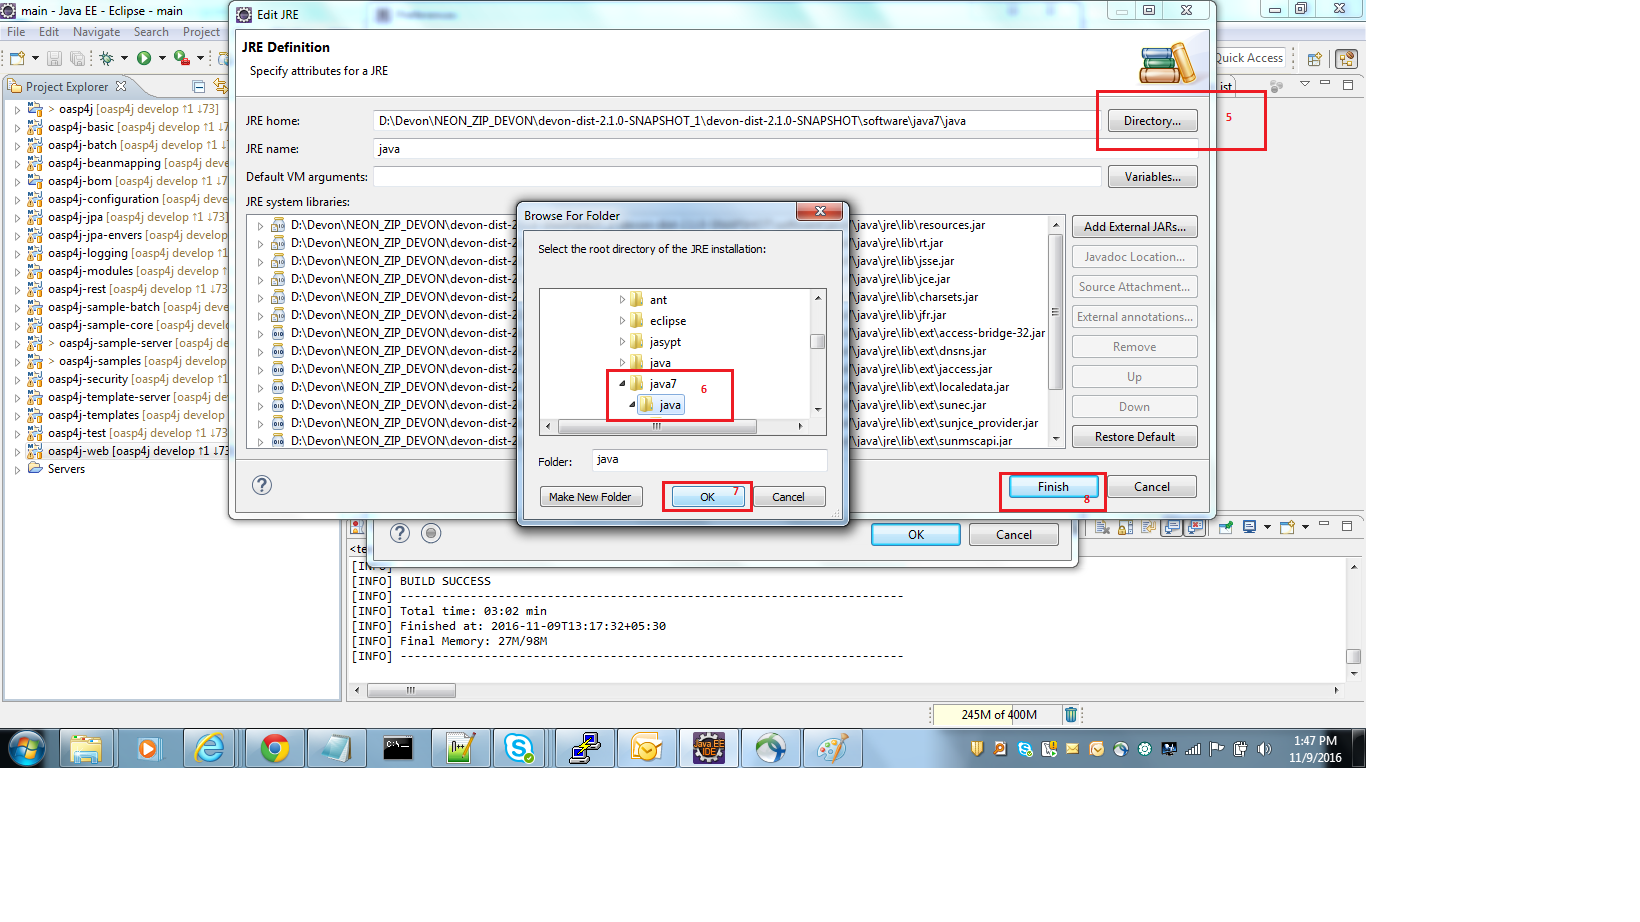 main - Java EE - Eclipse - main
File Edit Navigate Search Project
Quick Access
Project Explorer
> oasp4j [oasp4j develop ↑1 ↓73]
oasp4j-basic [oasp4j develop ↑1 ↓7
oasp4j-batch [oasp4j develop ↑1 ↓
oasp4j-beanmapping [oasp4j deve
oasp4j-bom [oasp4j develop ↑1 ↓7
oasp4j-configuration [oasp4j deve
oasp4j-jpa [oasp4j develop ↑1 ↓73]
oasp4j-jpa-envers [oasp4j develop
oasp4j-logging [oasp4j develop ↑1
oasp4j-modules [oasp4j develop ↑
oasp4j-rest [oasp4j develop ↑1 ↓73
oasp4j-sample-batch [oasp4j deve
oasp4j-sample-core [oasp4j develo
> oasp4j-sample-server [oasp4j de
> oasp4j-samples [oasp4j develop
oasp4j-security [oasp4j develop ↑1
oasp4j-template-server [oasp4j de
oasp4j-templates [oasp4j develop
oasp4j-test [oasp4j develop ↑1 ↓73
oasp4j-web [oasp4j develop ↑1 ↓73
Servers
Edit JRE
JRE Definition
Specify attributes for a JRE
JRE home: D:\Devon\NEON_ZIP_DEVON\devon-dist-2.1.0-SNAPSHOT_1\devon-dist-2.1.0-SNAPSHOT\software\java7\java Directory... 5
JRE name: java
Default VM arguments: Variables...
JRE system libraries:
D:\Devon\NEON_ZIP_DEVON\devon-dist-2 \java\jre\lib\resources.jar
D:\Devon\NEON_ZIP_DEVON\devon-dist-2 \java\jre\lib\rt.jar
D:\Devon\NEON_ZIP_DEVON\devon-dist-2 \java\jre\lib\jsse.jar
D:\Devon\NEON_ZIP_DEVON\devon-dist-2 \java\jre\lib\jce.jar
D:\Devon\NEON_ZIP_DEVON\devon-dist-2 \java\jre\lib\charsets.jar
D:\Devon\NEON_ZIP_DEVON\devon-dist-2 \java\jre\lib\jfr.jar
D:\Devon\NEON_ZIP_DEVON\devon-dist-2 \java\jre\lib\ext\access-bridge-32.jar
D:\Devon\NEON_ZIP_DEVON\devon-dist-2 \java\jre\lib\ext\dnsns.jar
D:\Devon\NEON_ZIP_DEVON\devon-dist-2 \java\jre\lib\ext\jaccess.jar
D:\Devon\NEON_ZIP_DEVON\devon-dist-2 \java\jre\lib\ext\localedata.jar
D:\Devon\NEON_ZIP_DEVON\devon-dist-2 \java\jre\lib\ext\sunec.jar
D:\Devon\NEON_ZIP_DEVON\devon-dist-2 \java\jre\lib\ext\sunjce_provider.jar
D:\Devon\NEON_ZIP_DEVON\devon-dist-2 \java\jre\lib\ext\sunmscapi.jar
Add External JARs...
Javadoc Location...
Source Attachment...
External annotations...
Remove
Up
Down
Restore Default
Finish 8 Cancel
Browse For Folder
Select the root directory of the JRE installation:
ant
eclipse
jasypt
java
java7 6
java
Folder: java
Make New Folder OK 7 Cancel
OK Cancel
<te
[INFO]
[INFO] BUILD SUCCESS
[INFO] ------------------------------------------------------------------------
[INFO] Total time: 03:02 min
[INFO] Finished at: 2016-11-09T13:17:32+05:30
[INFO] Final Memory: 27M/98M
[INFO] ------------------------------------------------------------------------
245M of 400M
Java EE
IDE
1:47 PM
11/9/2016